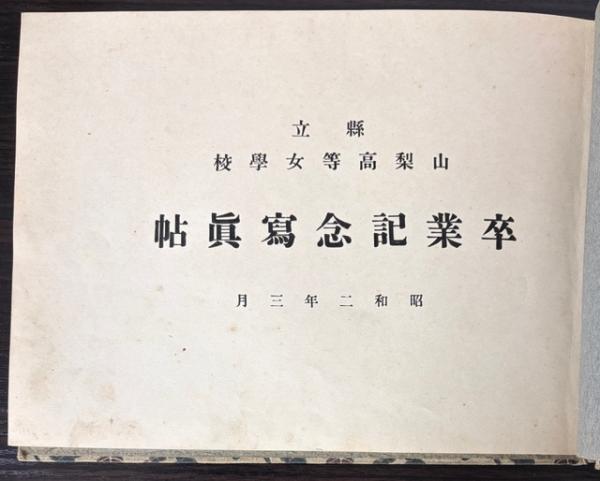 縣立
山梨高等女學校
卒業記念寫眞帖
昭和二年三月